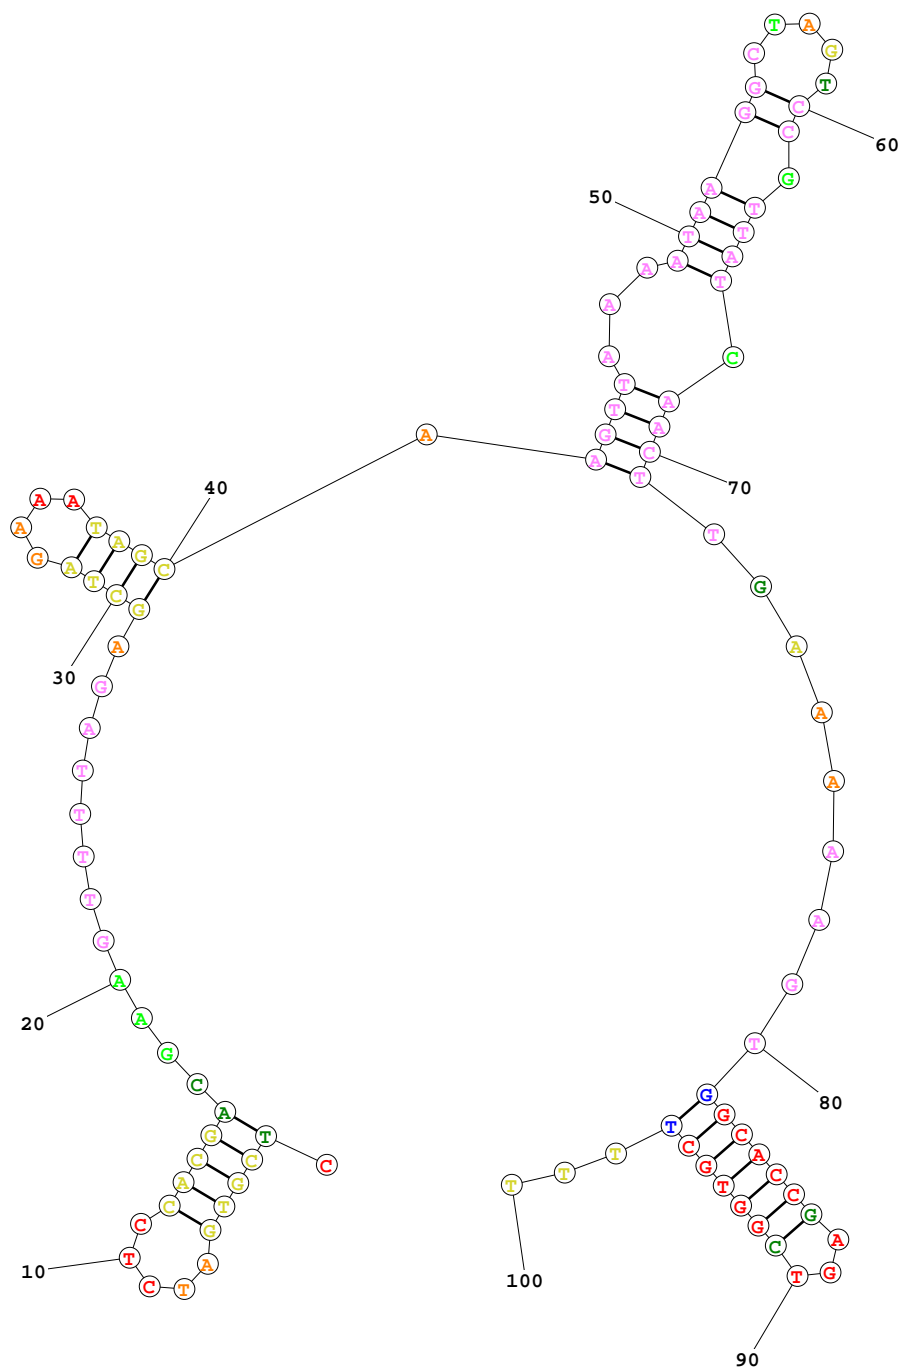 C T C G T G A T C T
10
C C A C G A C G A A
20
G T T T T A G A G C
30
T A G A A A T A G C
40
A A G T T A A A A T
50
A A G G C T A G T C
60
C G T T A T C A A C
70
T T G A A A A A G T
80
G G C A C C G A G T
90
C G G T G C T T T T
100